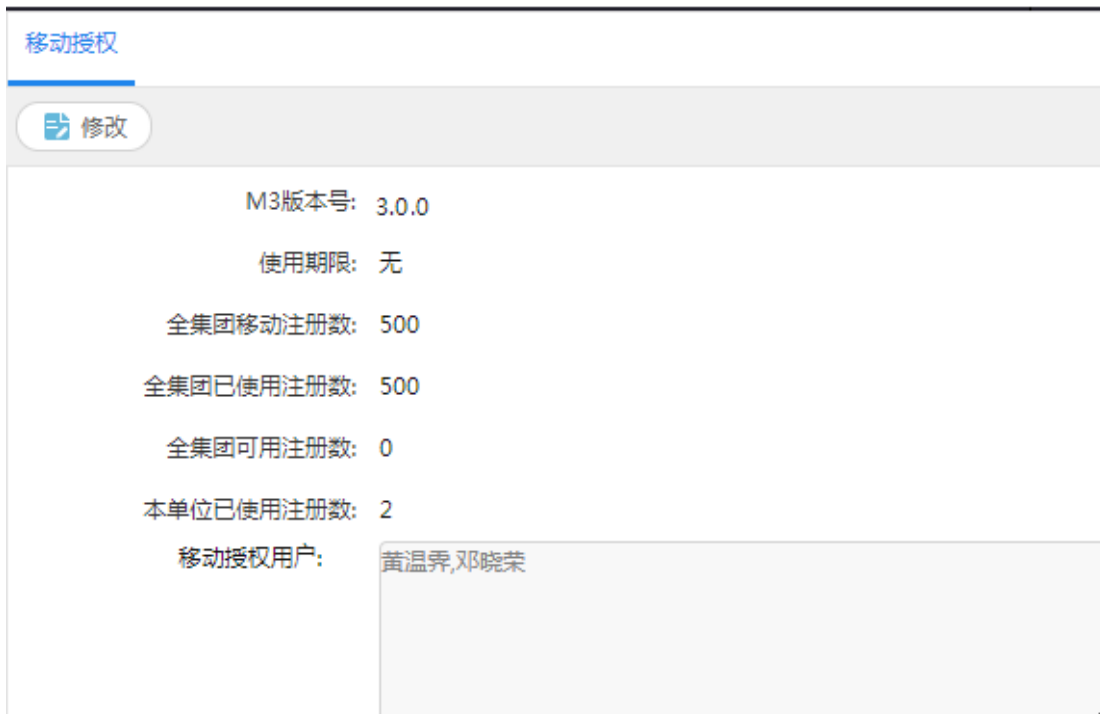 移动授权
修改
M3版本号: 3.0.0
使用期限: 无
全集团移动注册数: 500
全集团已使用注册数: 500
全集团可用注册数: 0
本单位已使用注册数: 2
移动授权用户:
黄温霁,邓晓荣